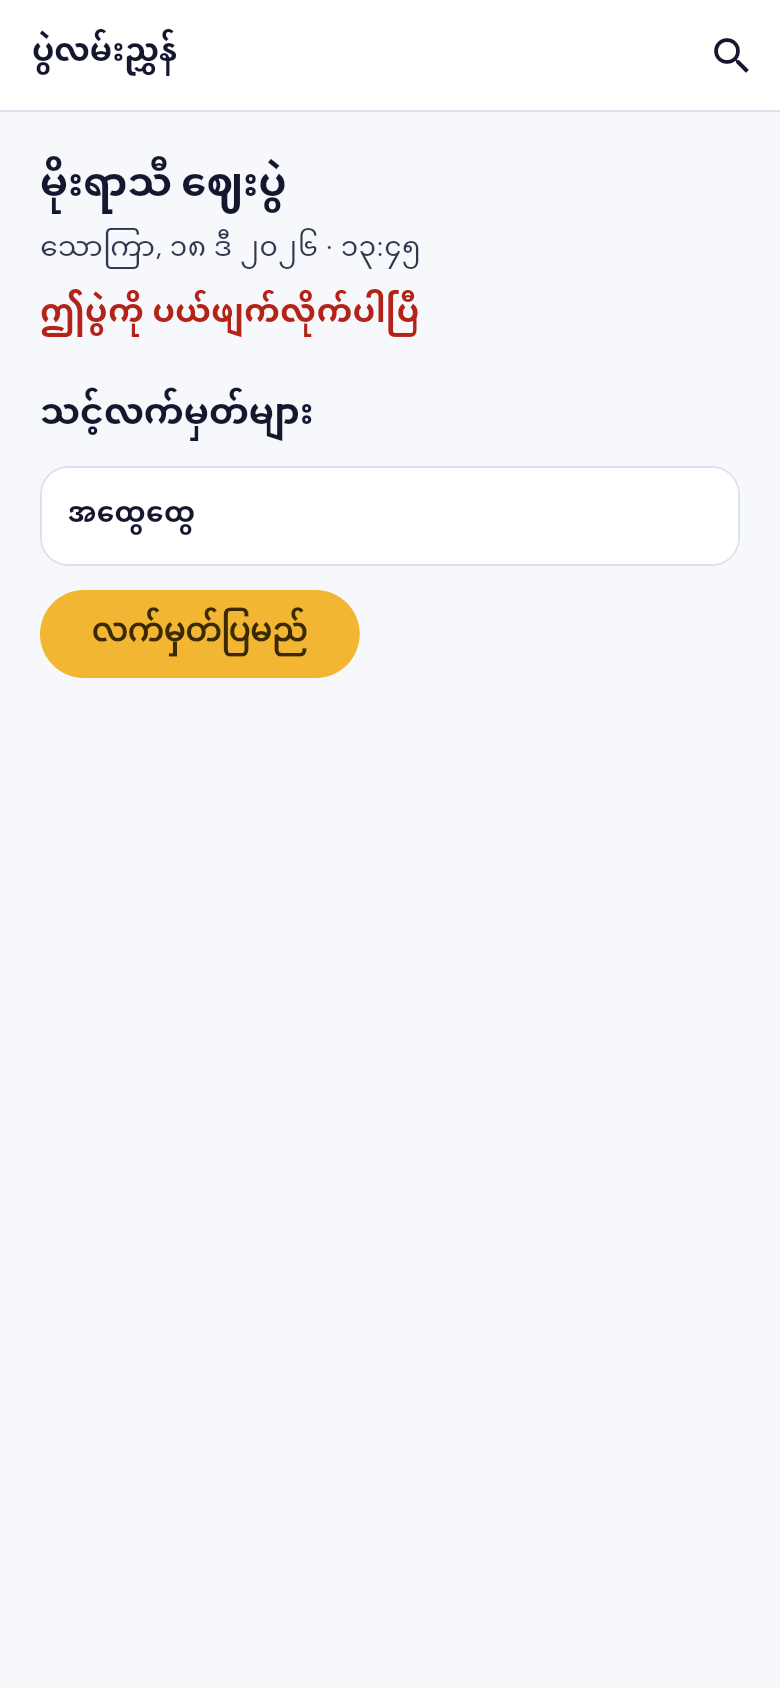 ပွဲလမ်းညွှန်
မိုးရာသီ ဈေးပွဲ
သောကြာ, ၁၈ ဒီ ၂၀၂၆ · ၁၃:၄၅
ဤပွဲကို ပယ်ဖျက်လိုက်ပါပြီ
သင့်လက်မှတ်များ
အထွေထွေ
လက်မှတ်ပြမည်